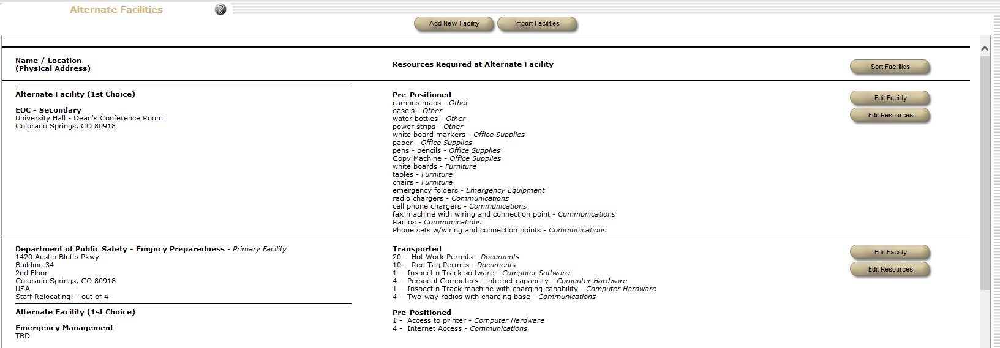 Alternate Facilities
?
Add New Facility
Import Facilities
Name / Location
(Physical Address)
Resources Required at Alternate Facility
Sort Facilities
Alternate Facility (1st Choice)
EOC - Secondary
University Hall - Dean's Conference Room
Colorado Springs, CO 80918
Pre-Positioned
campus maps - Other
easels - Other
water bottles - Other
power strips - Other
white board markers - Office Supplies
paper - Office Supplies
pens - pencils - Office Supplies
Copy Machine - Office Supplies
white boards - Furniture
tables - Furniture
chairs - Furniture
emergency folders - Emergency Equipment
radio chargers - Communications
cell phone chargers - Communications
fax machine with wiring and connection point - Communications
Radios - Communications
Phone sets w/wiring and connection points - Communications
Edit Facility
Edit Resources
Department of Public Safety - Emgncy Preparedness - Primary Facility
1420 Austin Bluffs Pkwy
Building 34
2nd Floor
Colorado Springs, CO 80918
USA
Staff Relocating: - out of 4
Transported
20 - Hot Work Permits - Documents
10 - Red Tag Permits - Documents
1 - Inspect n Track software - Computer Software
4 - Personal Computers - internet capability - Computer Hardware
1 - Inspect n Track machine with charging capability - Computer Hardware
4 - Two-way radios with charging base - Communications
Edit Facility
Edit Resources
Alternate Facility (1st Choice)
Emergency Management
TBD
Pre-Positioned
1 - Access to printer - Computer Hardware
4 - Internet Access - Communications